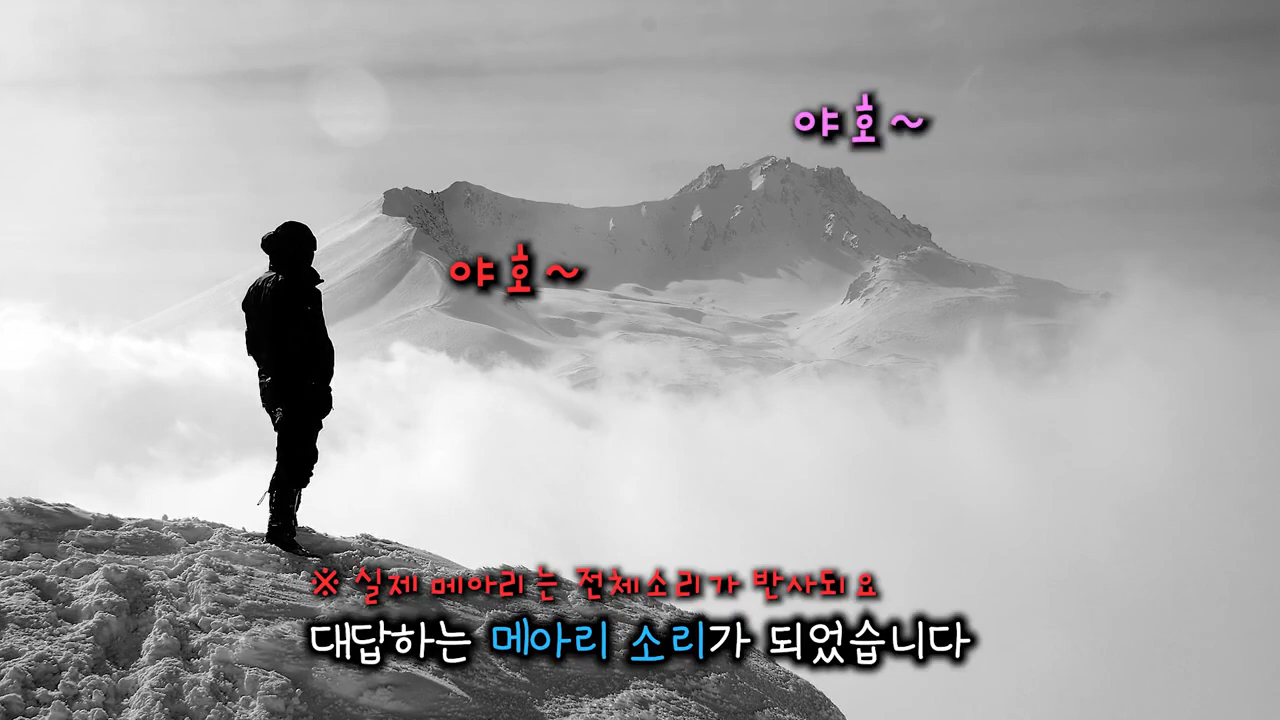 야호~
야호~
※ 실제 메아리는 전체소리가 반사되요
대답하는 메아리 소리가 되었습니다